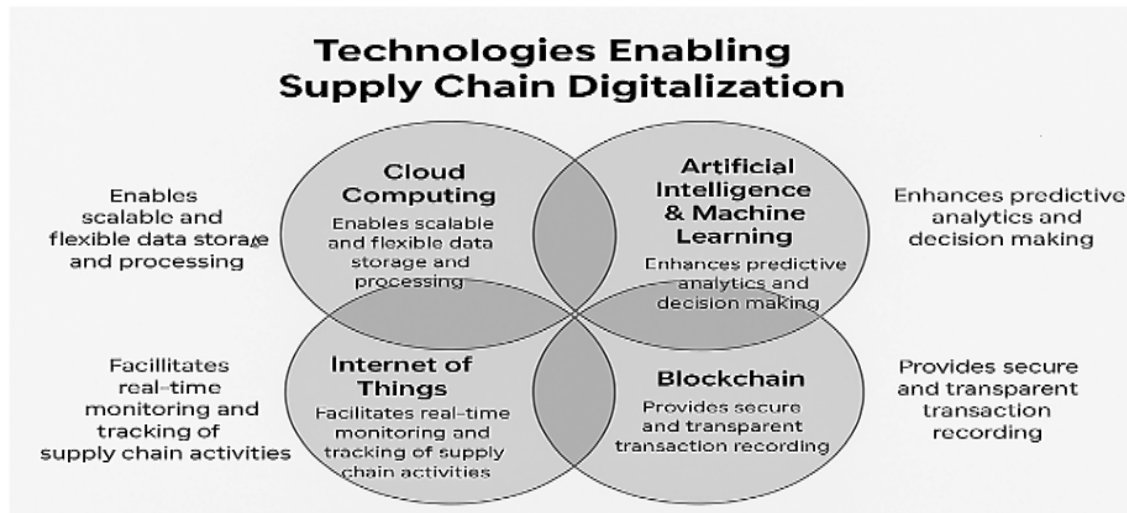 Technologies Enabling
Supply Chain Digitalization
Enables
scalable and
flexible data storage
and processing
Cloud
Computing
Enables scalable
and flexible data
storage and
processing
Artificial
Intelligence
& Machine
Learning
Enhances predictive
analytics and
decision making
Enhances predictive
analytics and
decision making
Facillitates
real-time
monitoring and
tracking of
supply chain activities
Internet of
Things
Facilitates real-time
monitoring and
tracking of supply
chain activities
Blockchain
Provides secure
and transparent
transaction recording
Provides secure
and transparent
transaction
recording